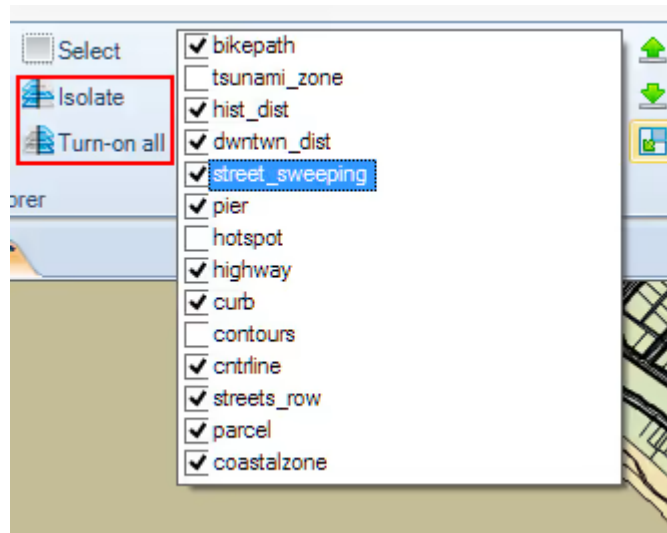 Select
Isolate
Turn-on all
orer
bikepath
tsunami_zone
hist_dist
dwntwn_dist
street_sweeping
pier
hotspot
highway
curb
contours
cntrline
streets_row
parcel
coastalzone